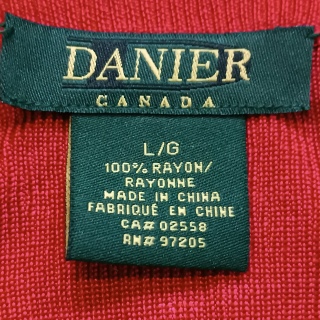 DANIER
CANADA
L/G
100% RAYON/
RAYONNE
MADE IN CHINA
FABRIQUÉ EN CHINE
CA# 02558
RN# 97205